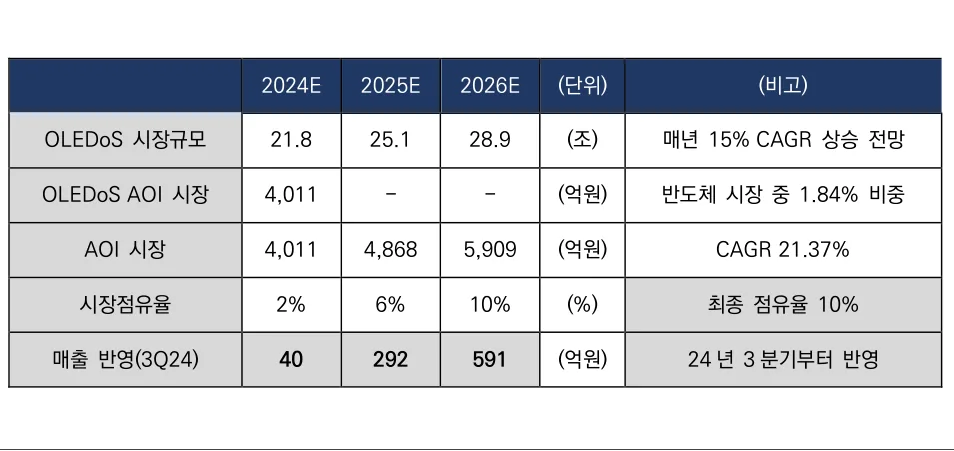 2024E 2025E 2026E (단위) (비고)
OLEDoS 시장규모 21.8 25.1 28.9 (조) 매년 15% CAGR 상승 전망
OLEDoS AOI 시장 4,011 - - (억원) 반도체 시장 중 1.84% 비중
AOI 시장 4,011 4,868 5,909 (억원) CAGR 21.37%
시장점유율 2% 6% 10% (%) 최종 점유율 10%
매출 반영(3Q24) 40 292 591 (억원) 24년 3분기부터 반영